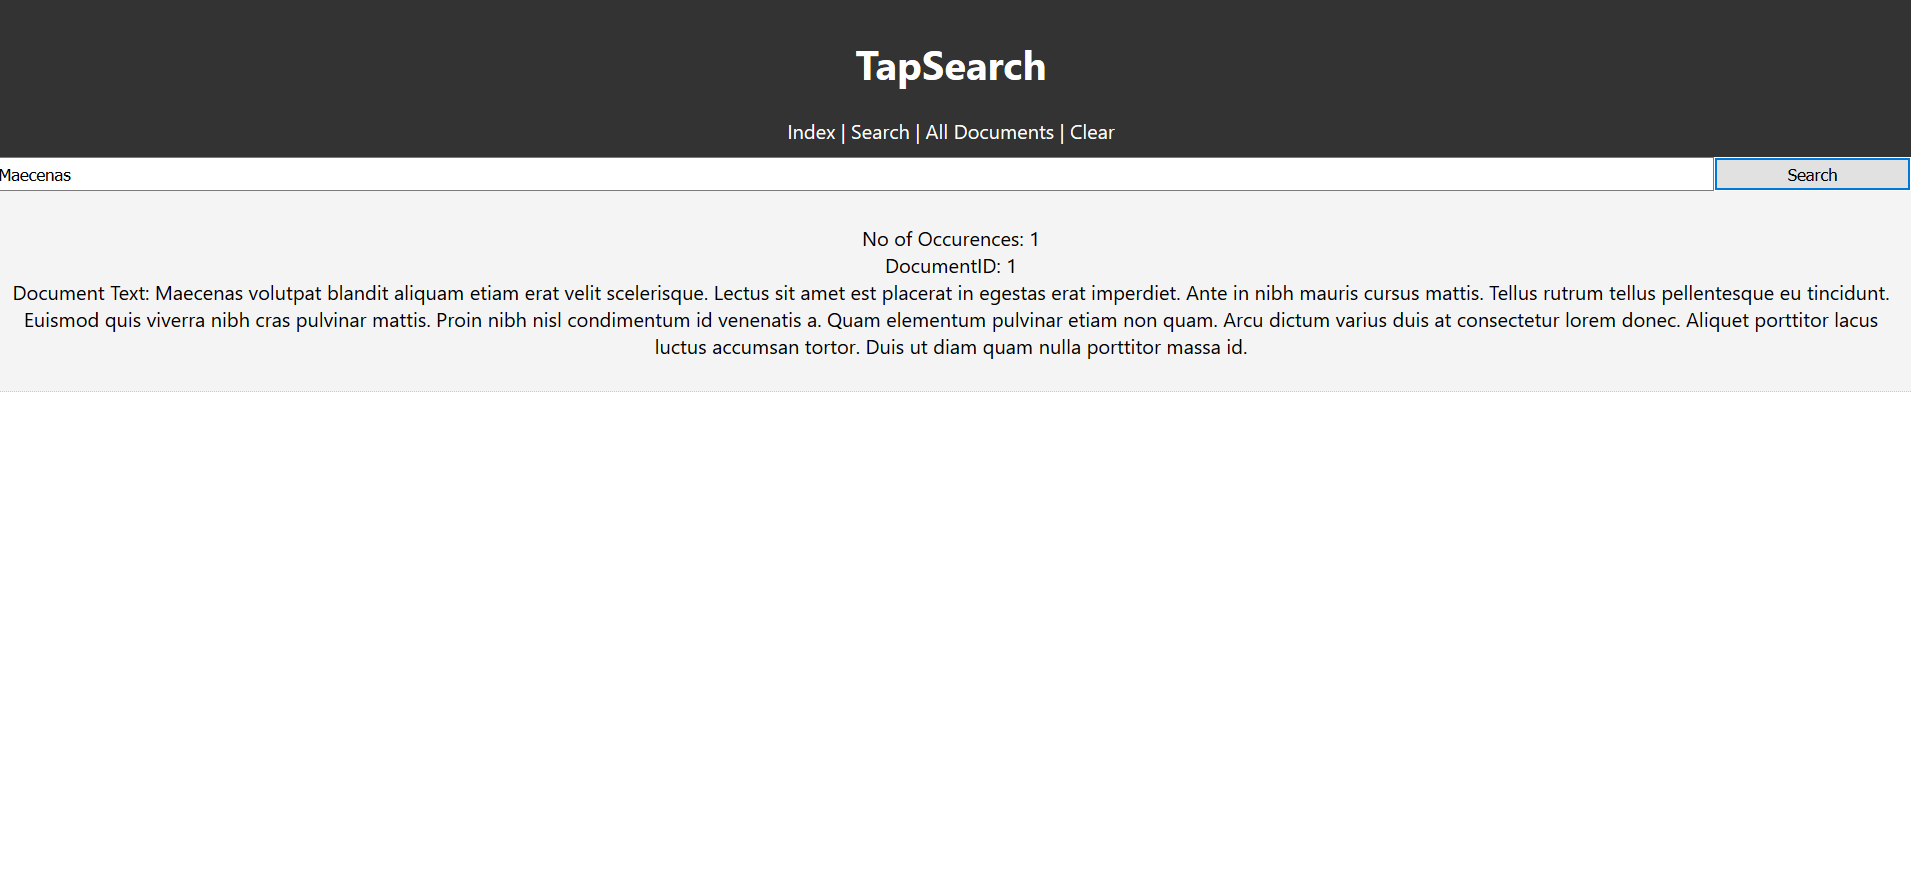 TapSearch
Index | Search | All Documents | Clear
Maecenas Search
No of Occurences: 1
DocumentID: 1
Document Text: Maecenas volutpat blandit aliquam etiam erat velit scelerisque. Lectus sit amet est placerat in egestas erat imperdiet. Ante in nibh mauris cursus mattis. Tellus rutrum tellus pellentesque eu tincidunt.
Euismod quis viverra nibh cras pulvinar mattis. Proin nibh nisl condimentum id venenatis a. Quam elementum pulvinar etiam non quam. Arcu dictum varius duis at consectetur lorem donec. Aliquet porttitor lacus
luctus accumsan tortor. Duis ut diam quam nulla porttitor massa id.